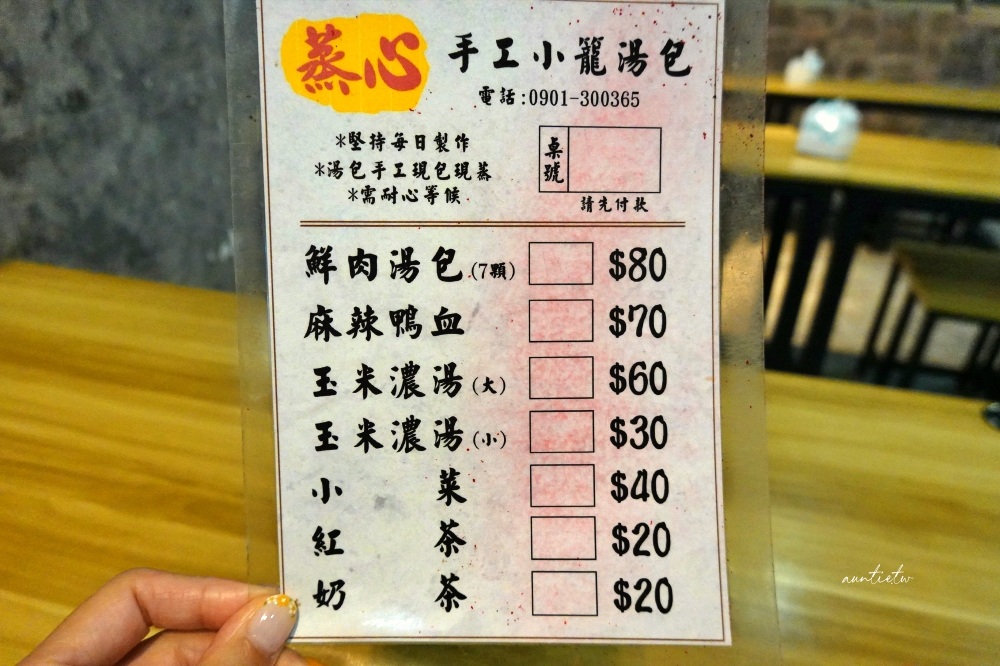 蒸心 手工小籠湯包
電話:0901-300365
*堅持每日製作
*湯包手工現包現蒸
*需耐心等候
桌號
請先付款
鮮肉湯包(7顆) $80
麻辣鴨血 $70
玉米濃湯(大) $60
玉米濃湯(小) $30
小菜 $40
紅茶 $20
奶茶 $20
auntietw